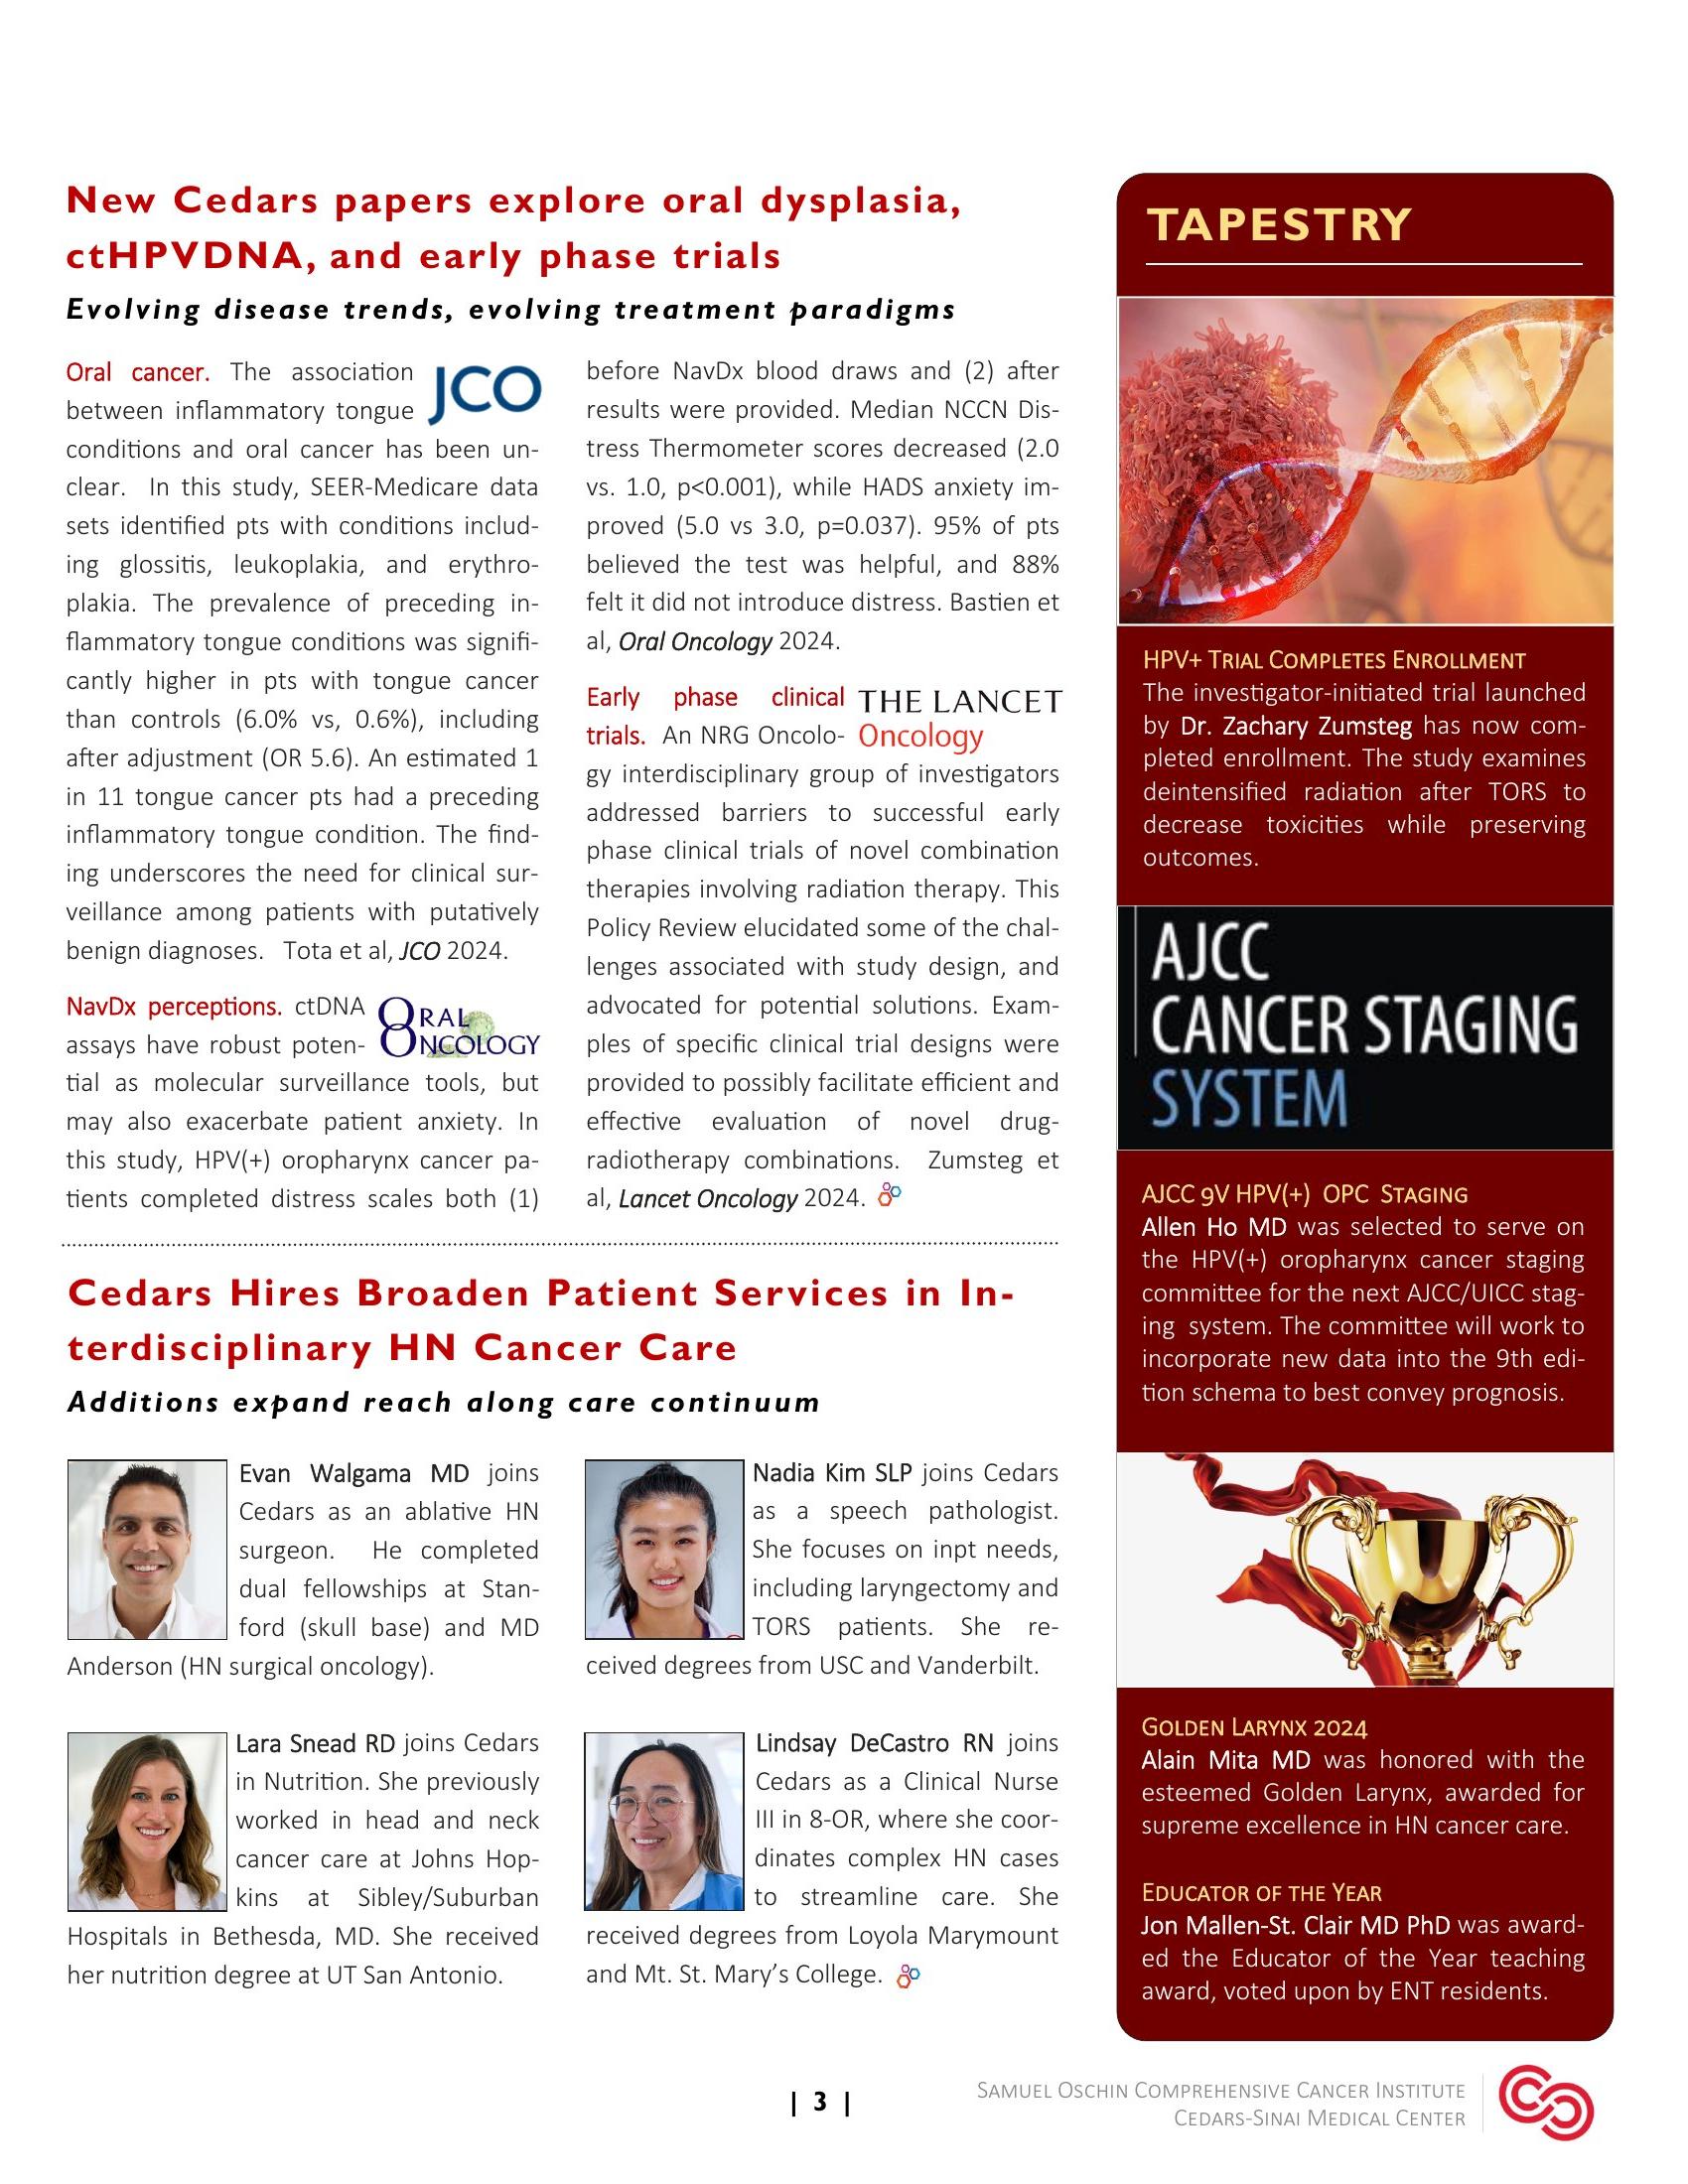 New Cedars papers explore oral dysplasia,
ctHPVDNA, and early phase trials
Evolving disease trends, evolving treatment paradigms
Oral cancer. The association
between inflammatory tongue
JCO
conditions and oral cancer has been un-
clear. In this study, SEER-Medicare data
sets identified pts with conditions includ-
ing glossitis, leukoplakia, and erythro-
plakia. The prevalence of preceding in-
flammatory tongue conditions was signifi-
cantly higher in pts with tongue cancer
than controls (6.0% vs, 0.6%), including
after adjustment (OR 5.6). An estimated 1
in 11 tongue cancer pts had a preceding
inflammatory tongue condition. The find-
ing underscores the need for clinical sur-
veillance among patients with putatively
benign diagnoses. Tota et al, JCO 2024.
NavDx perceptions. ctDNA
assays have robust poten-
ORAL
ONCOLOGY
tial as molecular surveillance tools, but
may also exacerbate patient anxiety. In
this study, HPV(+) oropharynx cancer pa-
tients completed distress scales both (1)
before NavDx blood draws and (2) after
results were provided. Median NCCN Dis-
tress Thermometer scores decreased (2.0
vs. 1.0, p<0.001), while HADS anxiety im-
proved (5.0 vs 3.0, p=0.037). 95% of pts
believed the test was helpful, and 88%
felt it did not introduce distress. Bastien et
al, Oral Oncology 2024.
Early phase clinical
trials. An NRG Oncolo-
THE LANCET
Oncology
gy interdisciplinary group of investigators
addressed barriers to successful early
phase clinical trials of novel combination
therapies involving radiation therapy. This
Policy Review elucidated some of the chal-
lenges associated with study design, and
advocated for potential solutions. Exam-
ples of specific clinical trial designs were
provided to possibly facilitate efficient and
effective evaluation of novel drug-
radiotherapy combinations. Zumsteg et
al, Lancet Oncology 2024.
Cedars Hires Broaden Patient Services in In-
terdisciplinary HN Cancer Care
Additions expand reach along care continuum
Evan Walgama MD joins
Cedars as an ablative HN
surgeon. He completed
dual fellowships at Stan-
ford (skull base) and MD
Anderson (HN surgical oncology).
Nadia Kim SLP joins Cedars
as a speech pathologist.
She focuses on inpt needs,
including laryngectomy and
TORS patients. She re-
ceived degrees from USC and Vanderbilt.
Lara Snead RD joins Cedars
in Nutrition. She previously
worked in head and neck
cancer care at Johns Hop-
kins at Sibley/Suburban
Hospitals in Bethesda, MD. She received
her nutrition degree at UT San Antonio.
Lindsay DeCastro RN joins
Cedars as a Clinical Nurse
III in 8-OR, where she coor-
dinates complex HN cases
to streamline care. She
received degrees from Loyola Marymount
and Mt. St. Mary's College.
TAPESTRY
HPV+ TRIAL COMPLETES ENROLLMENT
The investigator-initiated trial launched
by Dr. Zachary Zumsteg has now com-
pleted enrollment. The study examines
deintensified radiation after TORS to
decrease toxicities while preserving
outcomes.
AJCC
CANCER STAGING
SYSTEM
AJCC 9V HPV(+) OPC STAGING
Allen Ho MD was selected to serve on
the HPV(+) oropharynx cancer staging
committee for the next AJCC/UICC stag-
ing system. The committee will work to
incorporate new data into the 9th edi-
tion schema to best convey prognosis.
GOLDEN LARYNX 2024
Alain Mita MD was honored with the
esteemed Golden Larynx, awarded for
supreme excellence in HN cancer care.
EDUCATOR OF THE YEAR
Jon Mallen-St. Clair MD PhD was award-
ed the Educator of the Year teaching
award, voted upon by ENT residents.
| 3 |
SAMUEL OSCHIN COMPREHENSIVE CANCER INSTITUTE
CEDARS-SINAI MEDICAL CENTER